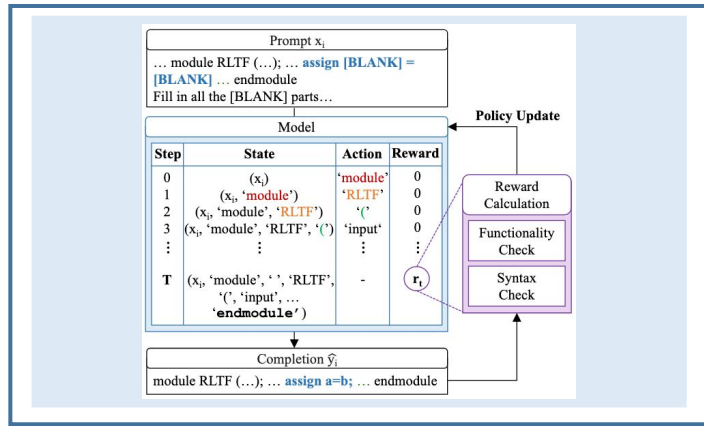 Prompt xᵢ
… module RLTF (…); … assign [BLANK] =
[BLANK] … endmodule
Fill in all the [BLANK] parts…
Policy Update
Model
Step State Action Reward
0 (xᵢ) ‘module’ 0
1 (xᵢ, ‘module’) ‘RLTF’ 0
2 (xᵢ, ‘module’, ‘RLTF’) ‘(’ 0
3 (xᵢ, ‘module’, ‘RLTF’, ‘(’) ‘input‘ 0
⋮ ⋮ ⋮ ⋮
T (xᵢ, ‘module’, ‘ ’, ‘RLTF’, - rₜ
‘(’, ‘input’, …
‘endmodule’)
Reward
Calculation
Functionality
Check
Syntax
Check
Completion ŷᵢ
module RLTF (…); … assign a=b; … endmodule